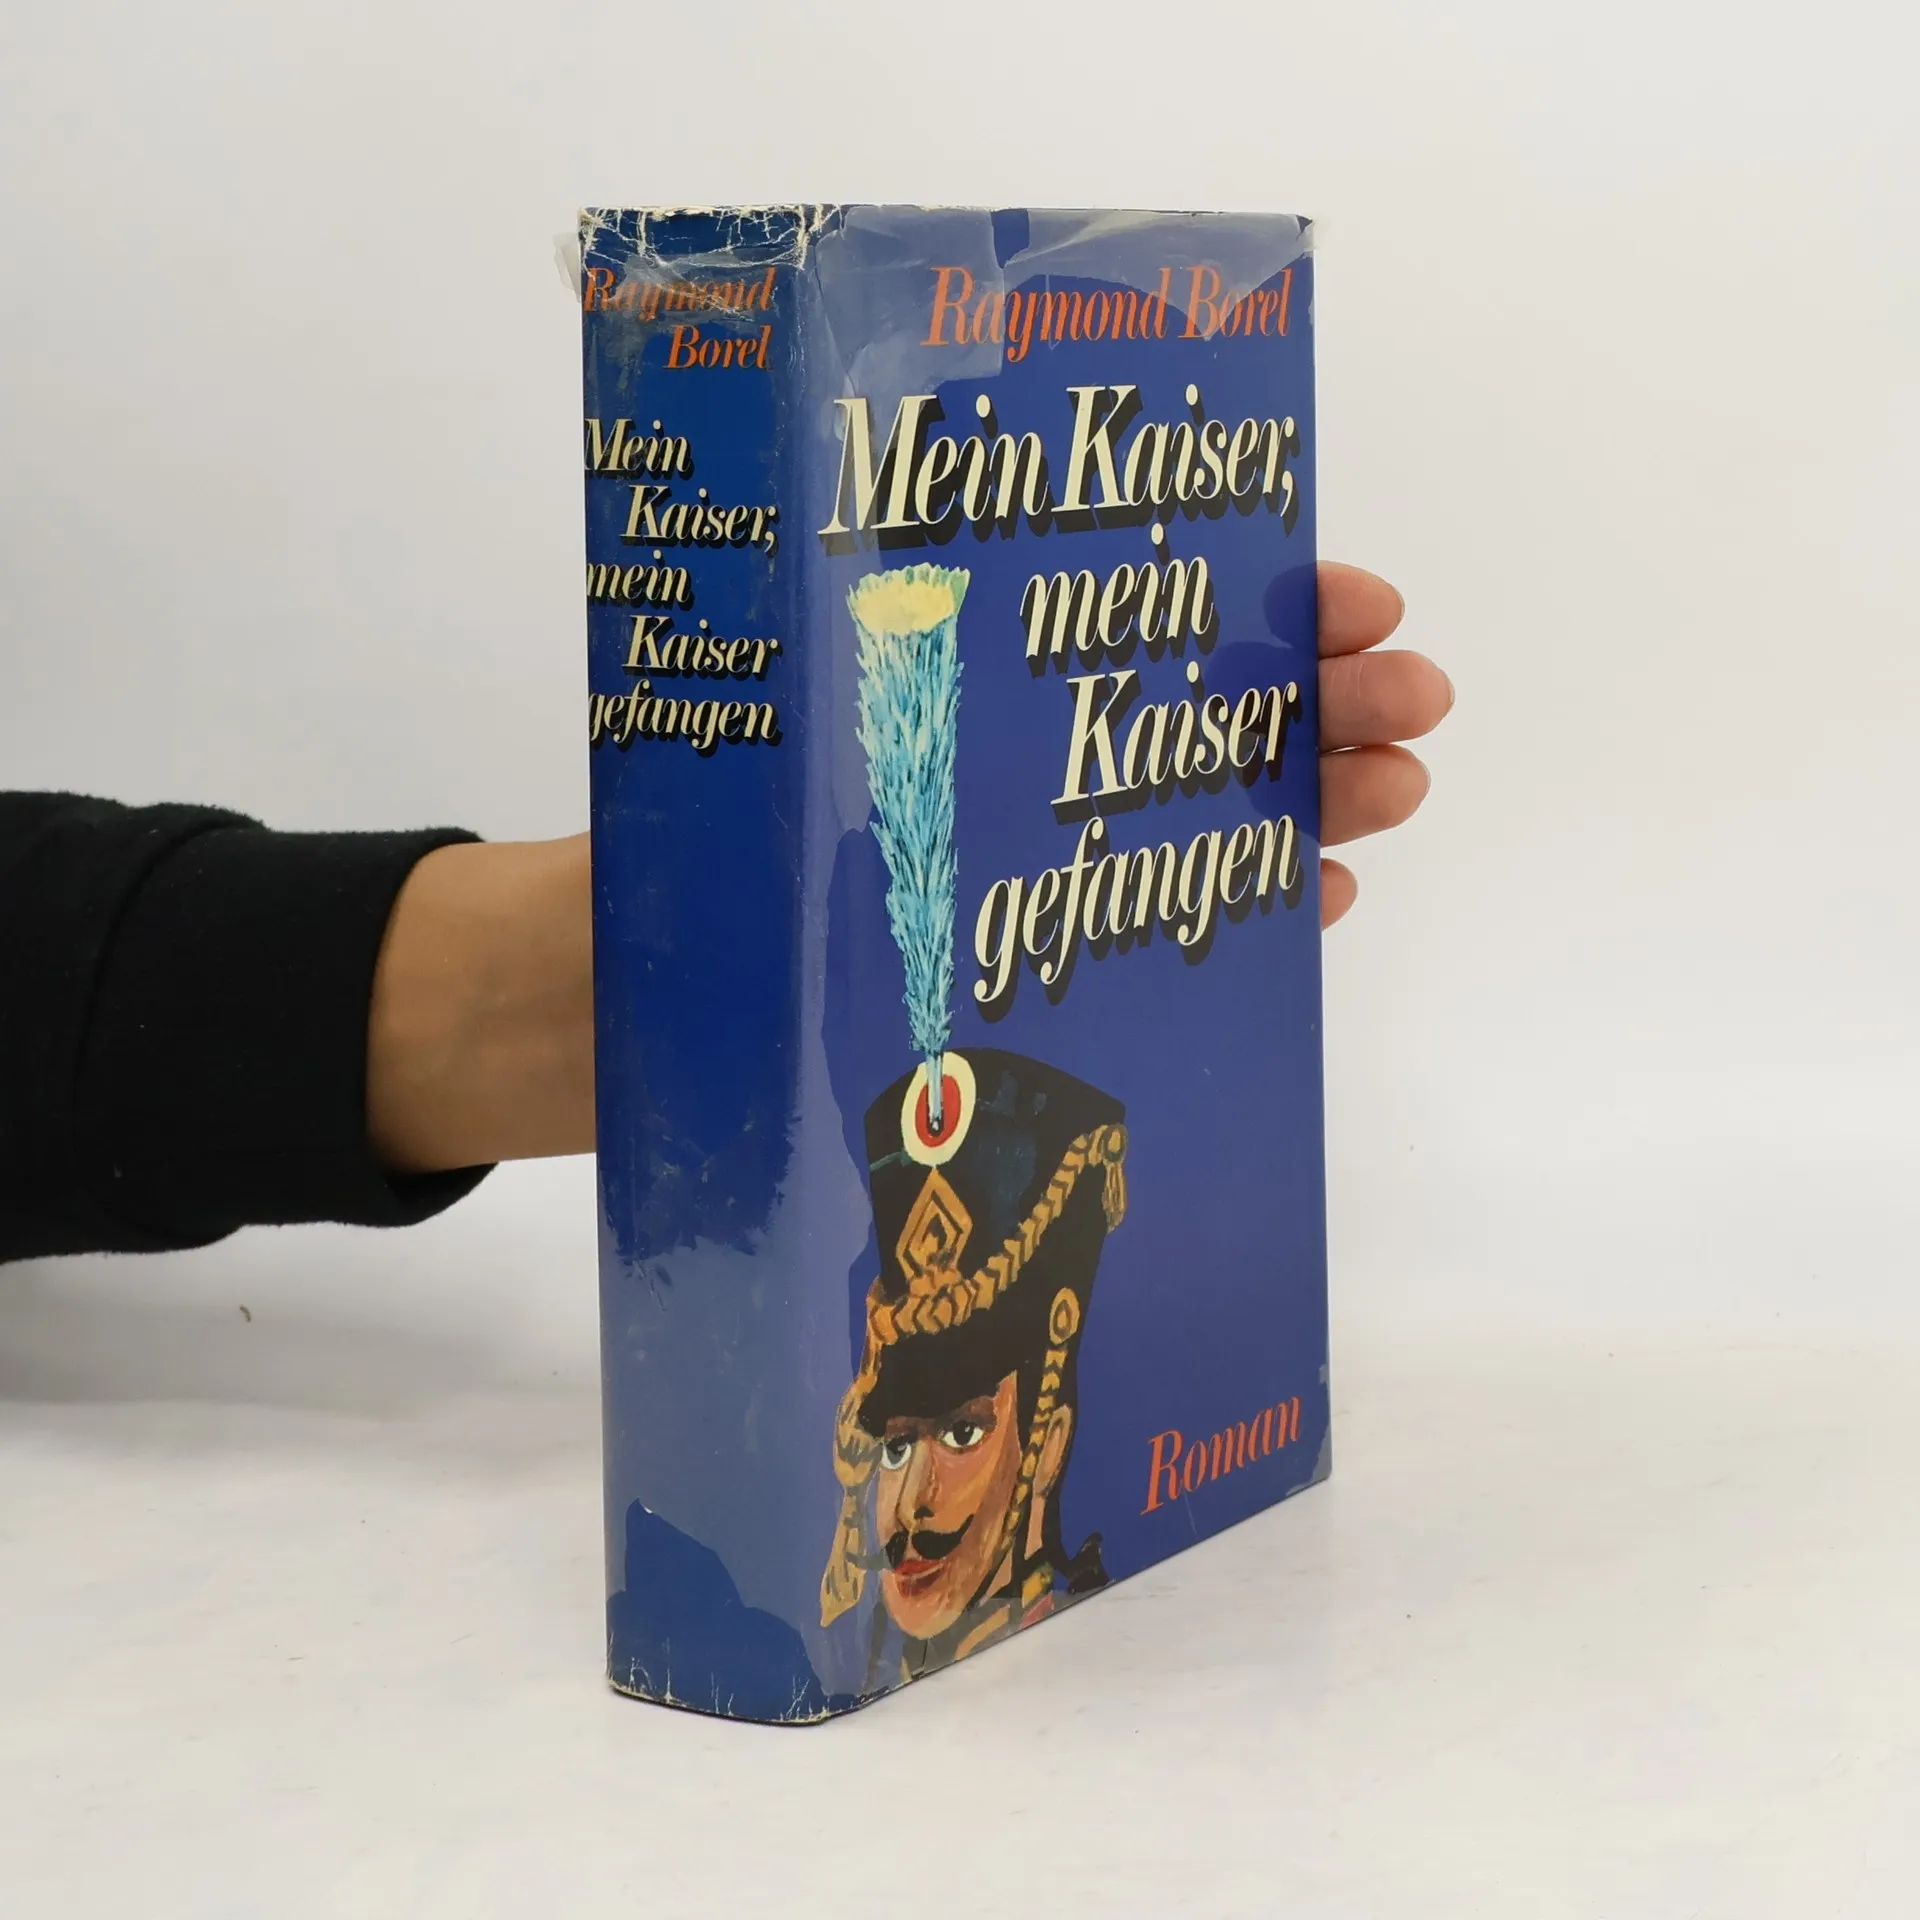 Raymond
Borel
Mein
Kaiser,
mein
Kaiser
gefangen
Raymond Borel
Mein Kaiser,
mein
Kaiser
gefangen
Roman